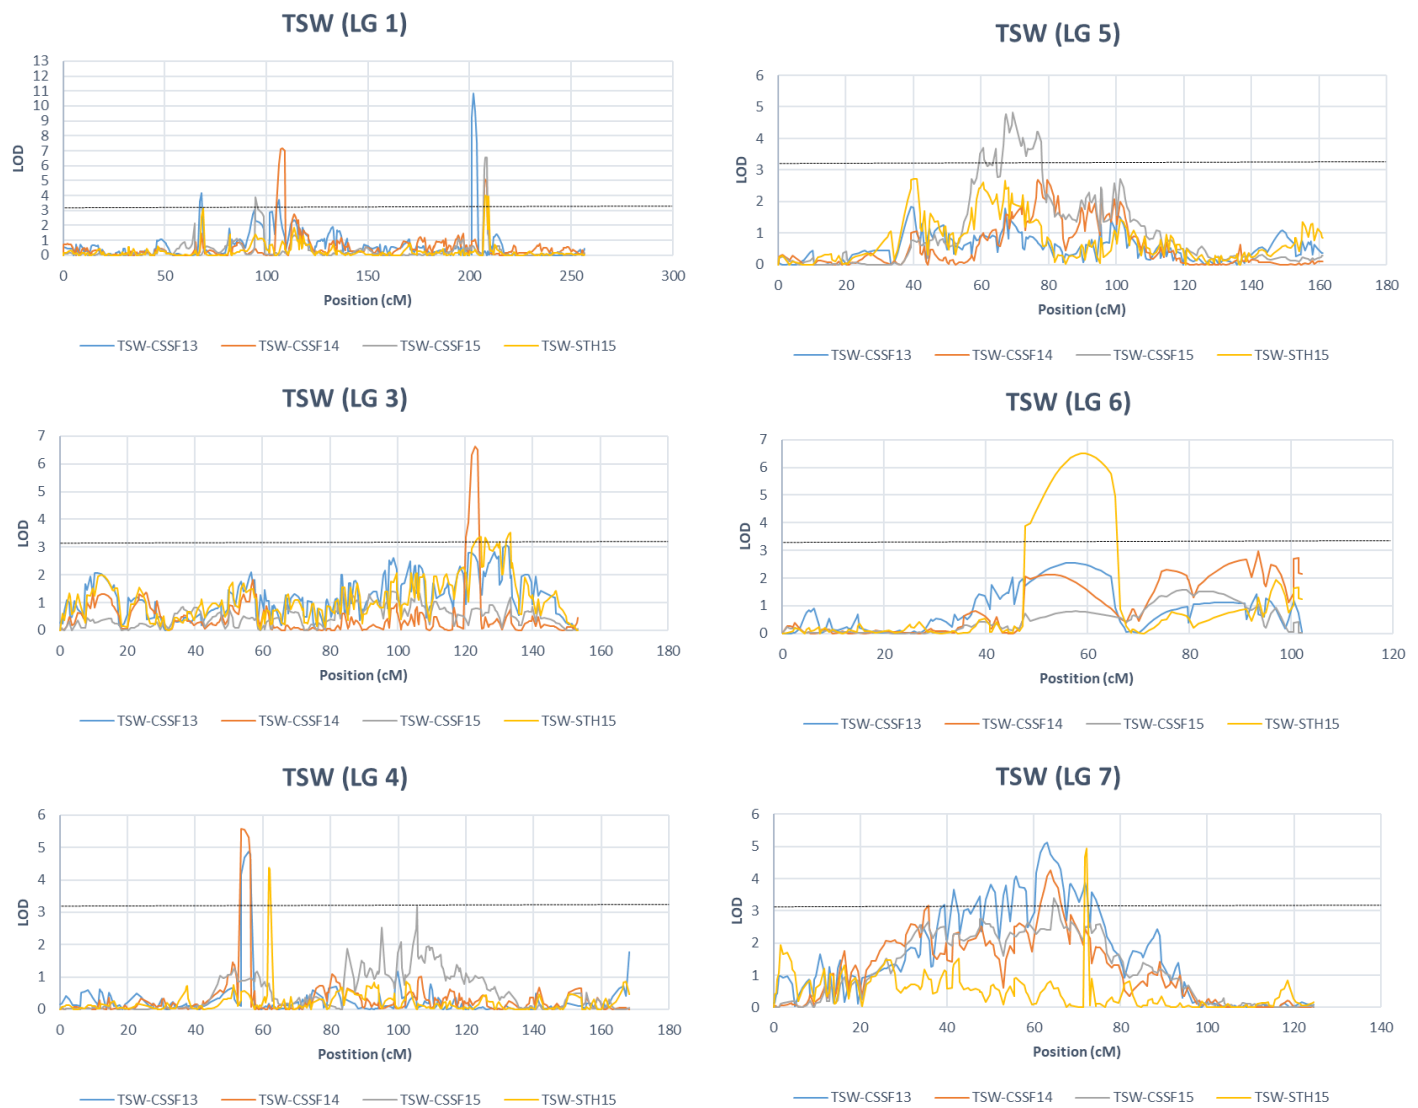 TSW (LG 1)
13
12
11
10
9
8
7
6
5
4
3
2
1
0
LOD
0 50 100 150 200 250 300
Position (cM)
TSW-CSSF13 TSW-CSSF14 TSW-CSSF15 TSW-STH15
TSW (LG 5)
6
5
4
3
2
1
0
LOD
0 20 40 60 80 100 120 140 160 180
Position (cM)
TSW-CSSF13 TSW-CSSF14 TSW-CSSF15 TSW-STH15
TSW (LG 3)
7
6
5
4
3
2
1
0
LOD
0 20 40 60 80 100 120 140 160 180
Position (cM)
TSW-CSSF13 TSW-CSSF14 TSW-CSSF15 TSW-STH15
TSW (LG 6)
7
6
5
4
3
2
1
0
LOD
0 20 40 60 80 100 120
Postition (cM)
TSW-CSSF13 TSW-CSSF14 TSW-CSSF15 TSW-STH15
TSW (LG 4)
6
5
4
3
2
1
0
LOD
0 20 40 60 80 100 120 140 160 180
Postition (cM)
TSW-CSSF13 TSW-CSSF14 TSW-CSSF15 TSW-STH15
TSW (LG 7)
6
5
4
3
2
1
0
LOD
0 20 40 60 80 100 120 140
Position (cM)
TSW-CSSF13 TSW-CSSF14 TSW-CSSF15 TSW-STH15